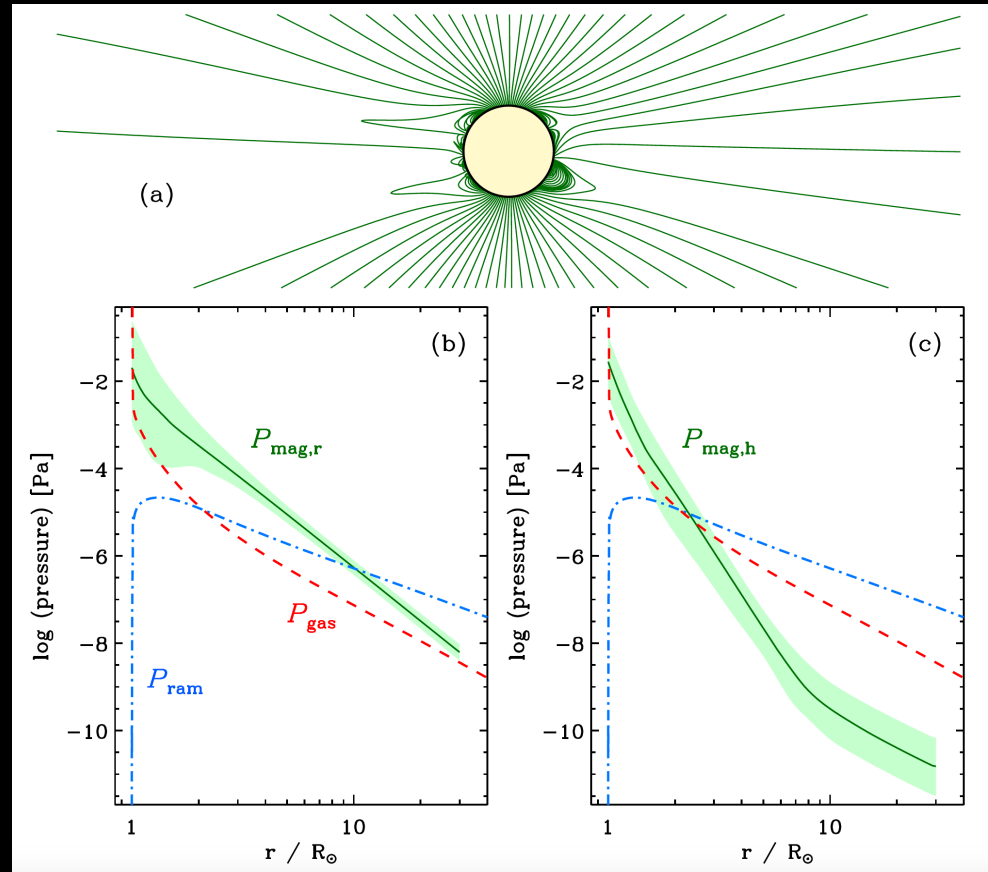 (a)
(b)
log (pressure) [Pa]
−2
−4
−6
−8
−10
P_mag,r
P_gas
P_ram
1
10
r / R_⊙
(c)
log (pressure) [Pa]
−2
−4
−6
−8
−10
P_mag,h
1
10
r / R_⊙